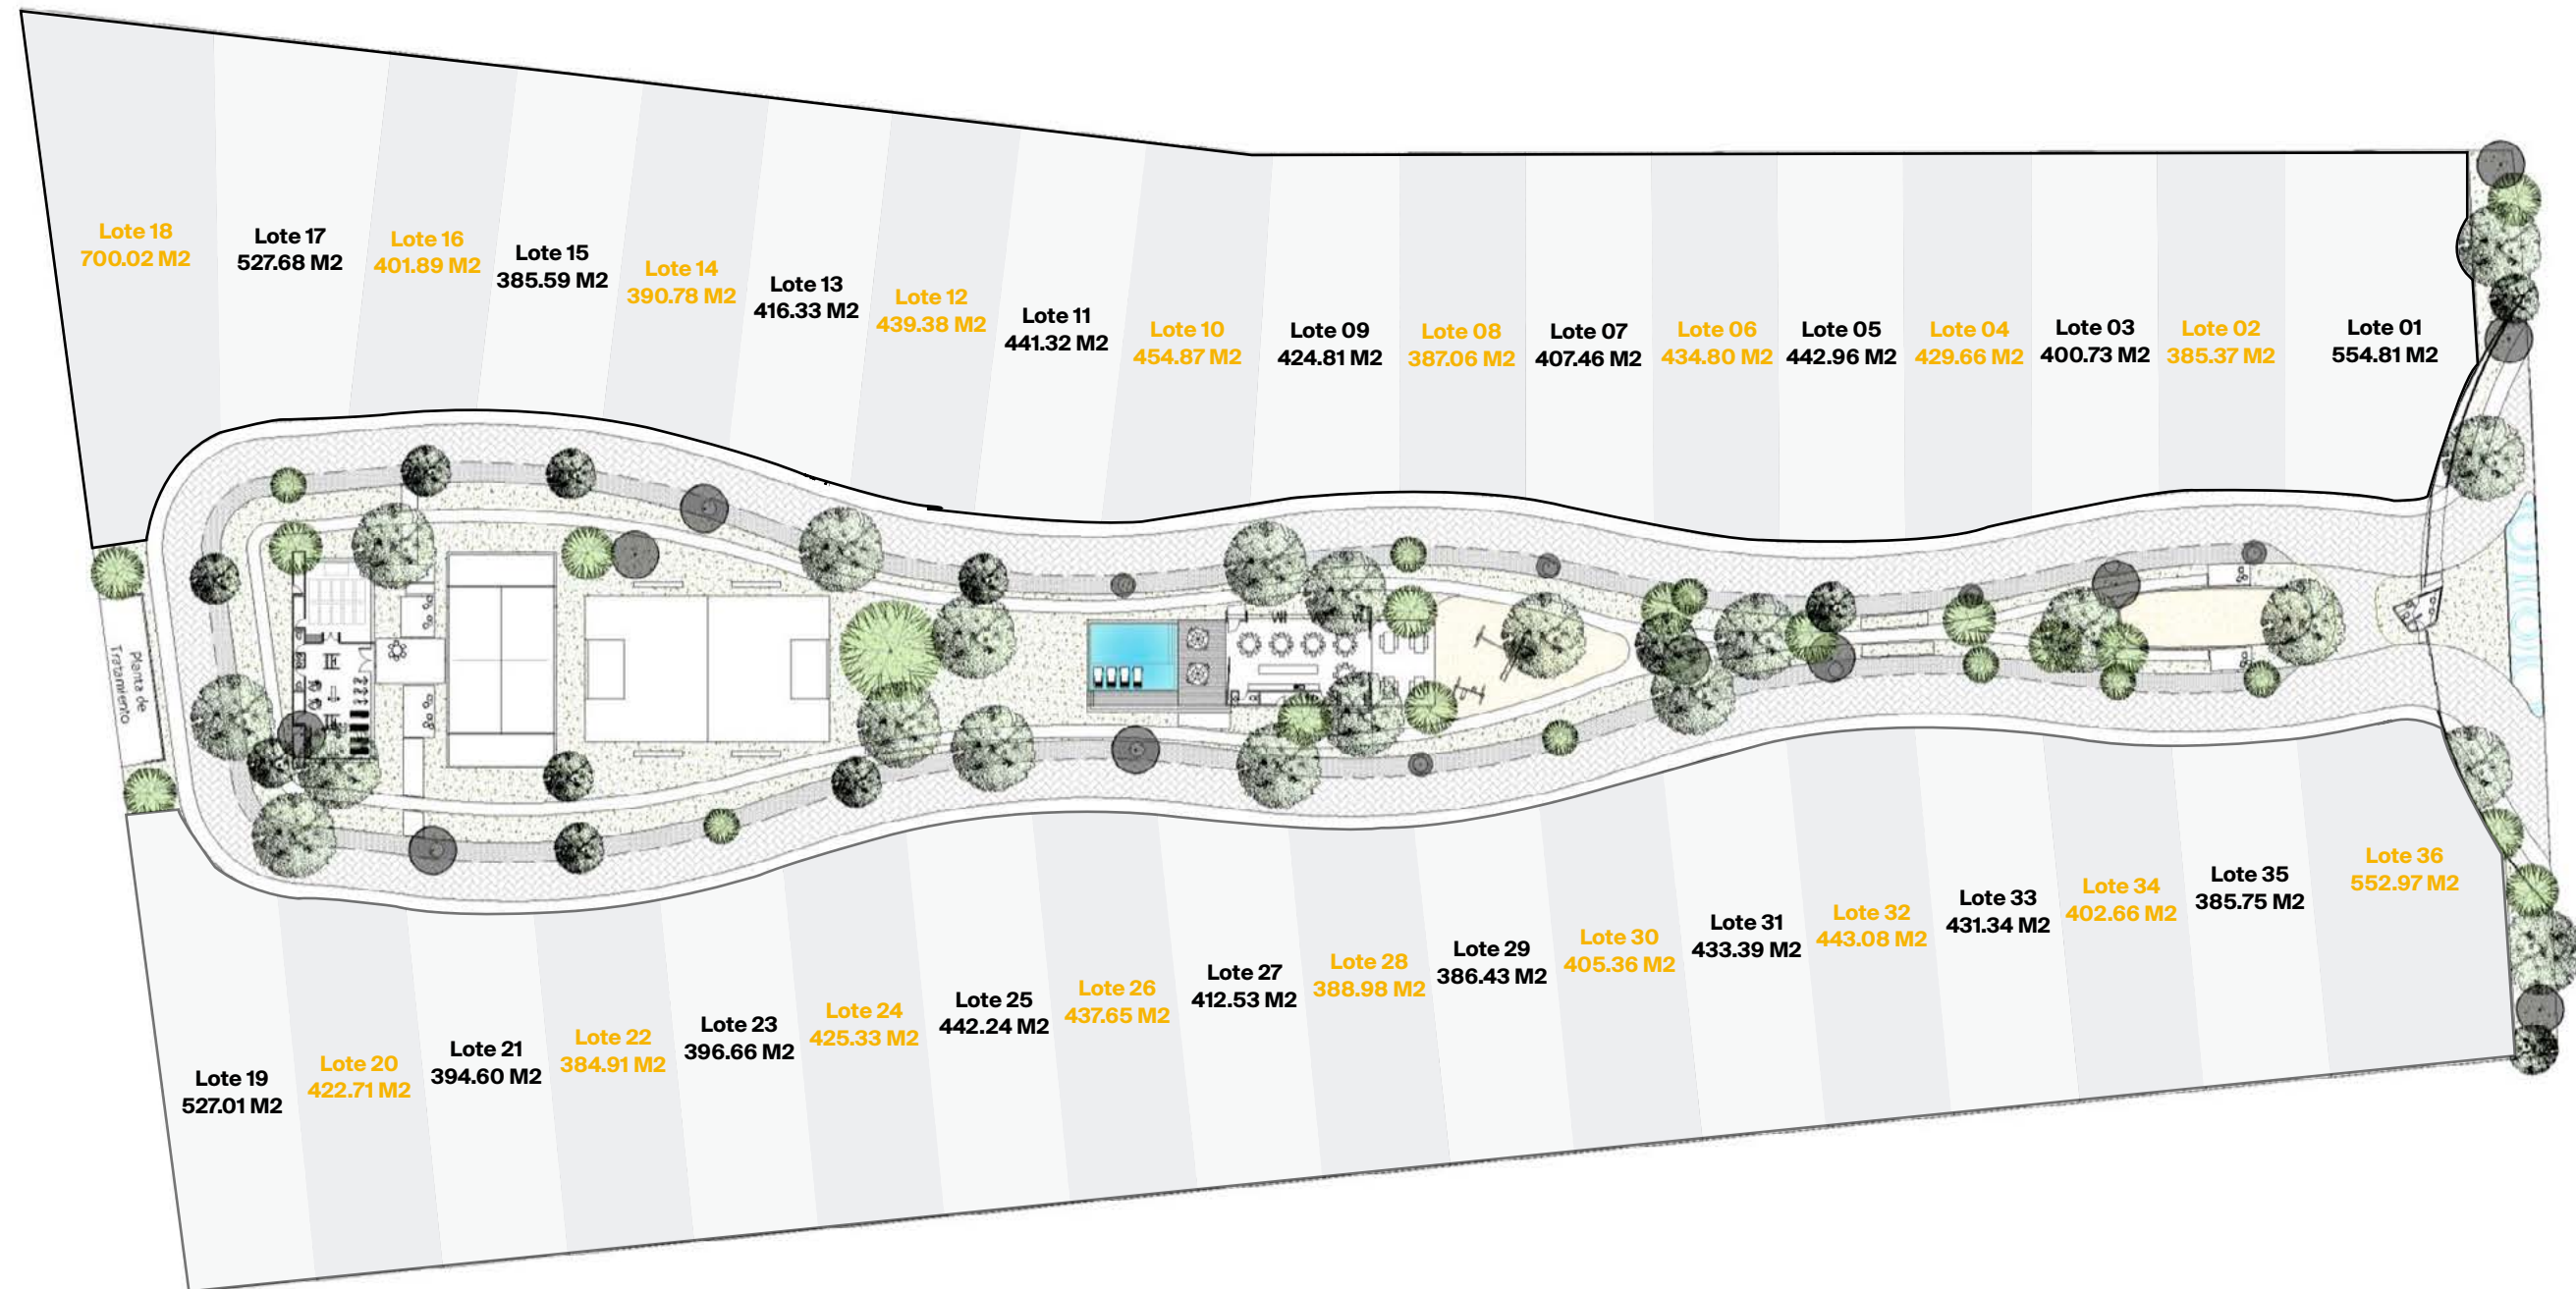 Lote 18
700.02 M2
Lote 17
527.68 M2
Lote 16
401.89 M2
Lote 15
385.59 M2
Lote 14
390.78 M2
Lote 13
416.33 M2
Lote 12
439.38 M2
Lote 11
441.32 M2
Lote 10
454.87 M2
Lote 09
424.81 M2
Lote 08
387.06 M2
Lote 07
407.46 M2
Lote 06
434.80 M2
Lote 05
442.96 M2
Lote 04
429.66 M2
Lote 03
400.73 M2
Lote 02
385.37 M2
Lote 01
554.81 M2
Planta de
Tratamiento
Lote 19
527.01 M2
Lote 20
422.71 M2
Lote 21
394.60 M2
Lote 22
384.91 M2
Lote 23
396.66 M2
Lote 24
425.33 M2
Lote 25
442.24 M2
Lote 26
437.65 M2
Lote 27
412.53 M2
Lote 28
388.98 M2
Lote 29
386.43 M2
Lote 30
405.36 M2
Lote 31
433.39 M2
Lote 32
443.08 M2
Lote 33
431.34 M2
Lote 34
402.66 M2
Lote 35
385.75 M2
Lote 36
552.97 M2